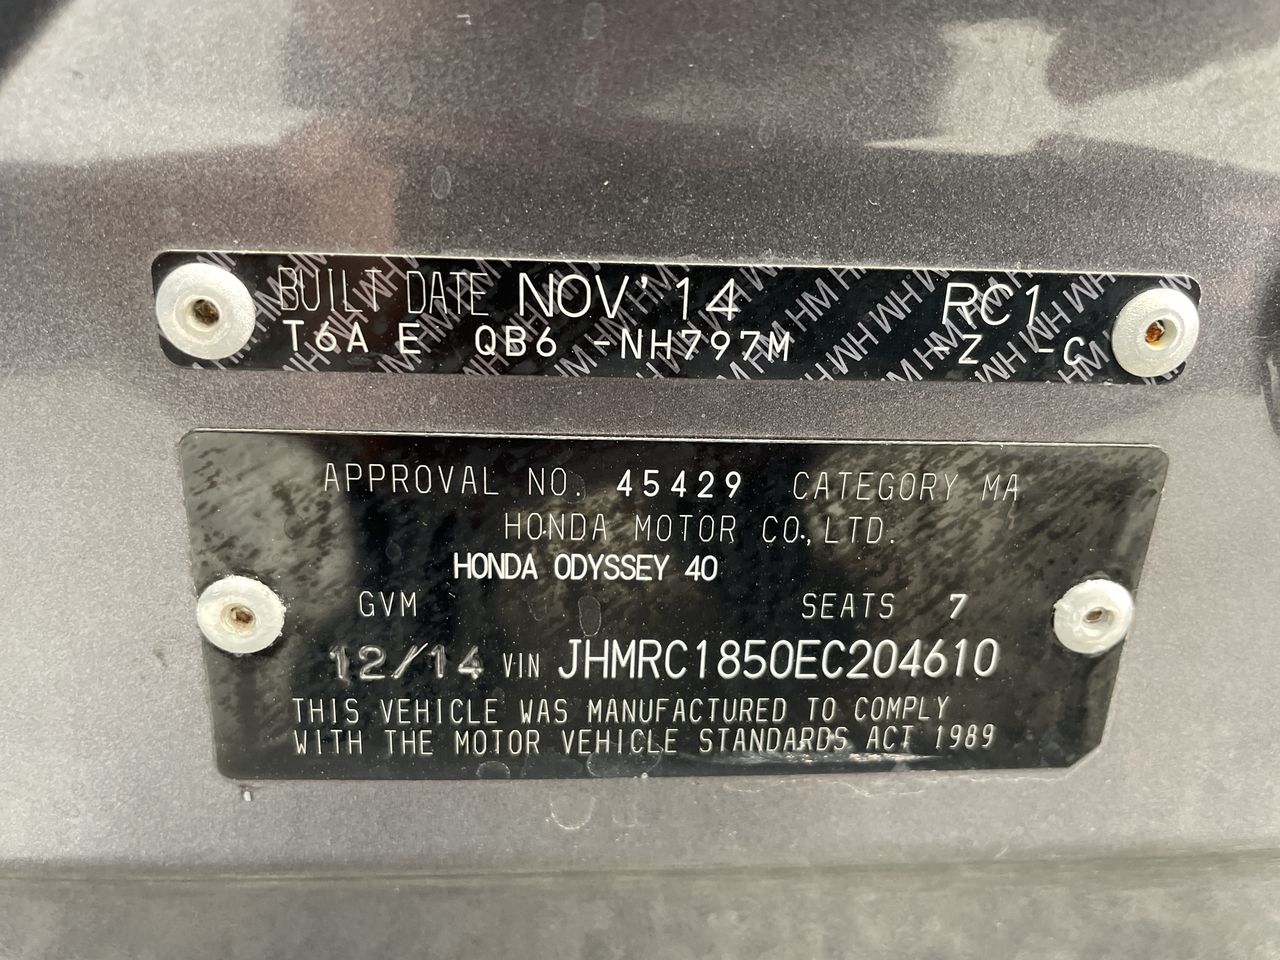 BUILT DATE NOV'14 RC1
T6A E QB6 -NH797M -Z -C
APPROVAL NO. 45429 CATEGORY MA
HONDA MOTOR CO.,LTD.
HONDA ODYSSEY 40
GVM SEATS 7
12/14 VIN JHMRC1850EC204610
THIS VEHICLE WAS MANUFACTURED TO COMPLY
WITH THE MOTOR VEHICLE STANDARDS ACT 1989